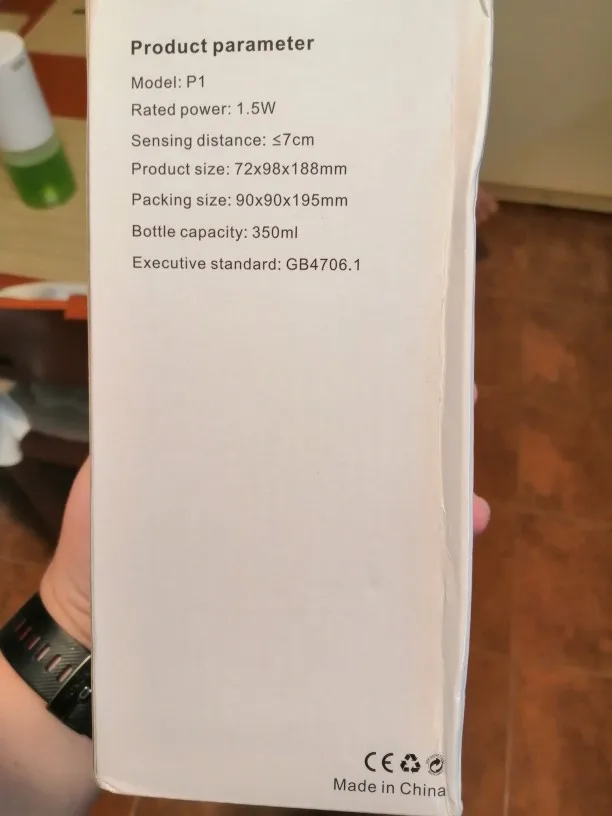 Product parameter
Model: P1
Rated power: 1.5W
Sensing distance: ≤7cm
Product size: 72x98x188mm
Packing size: 90x90x195mm
Bottle capacity: 350ml
Executive standard: GB4706.1
CE
Made in China